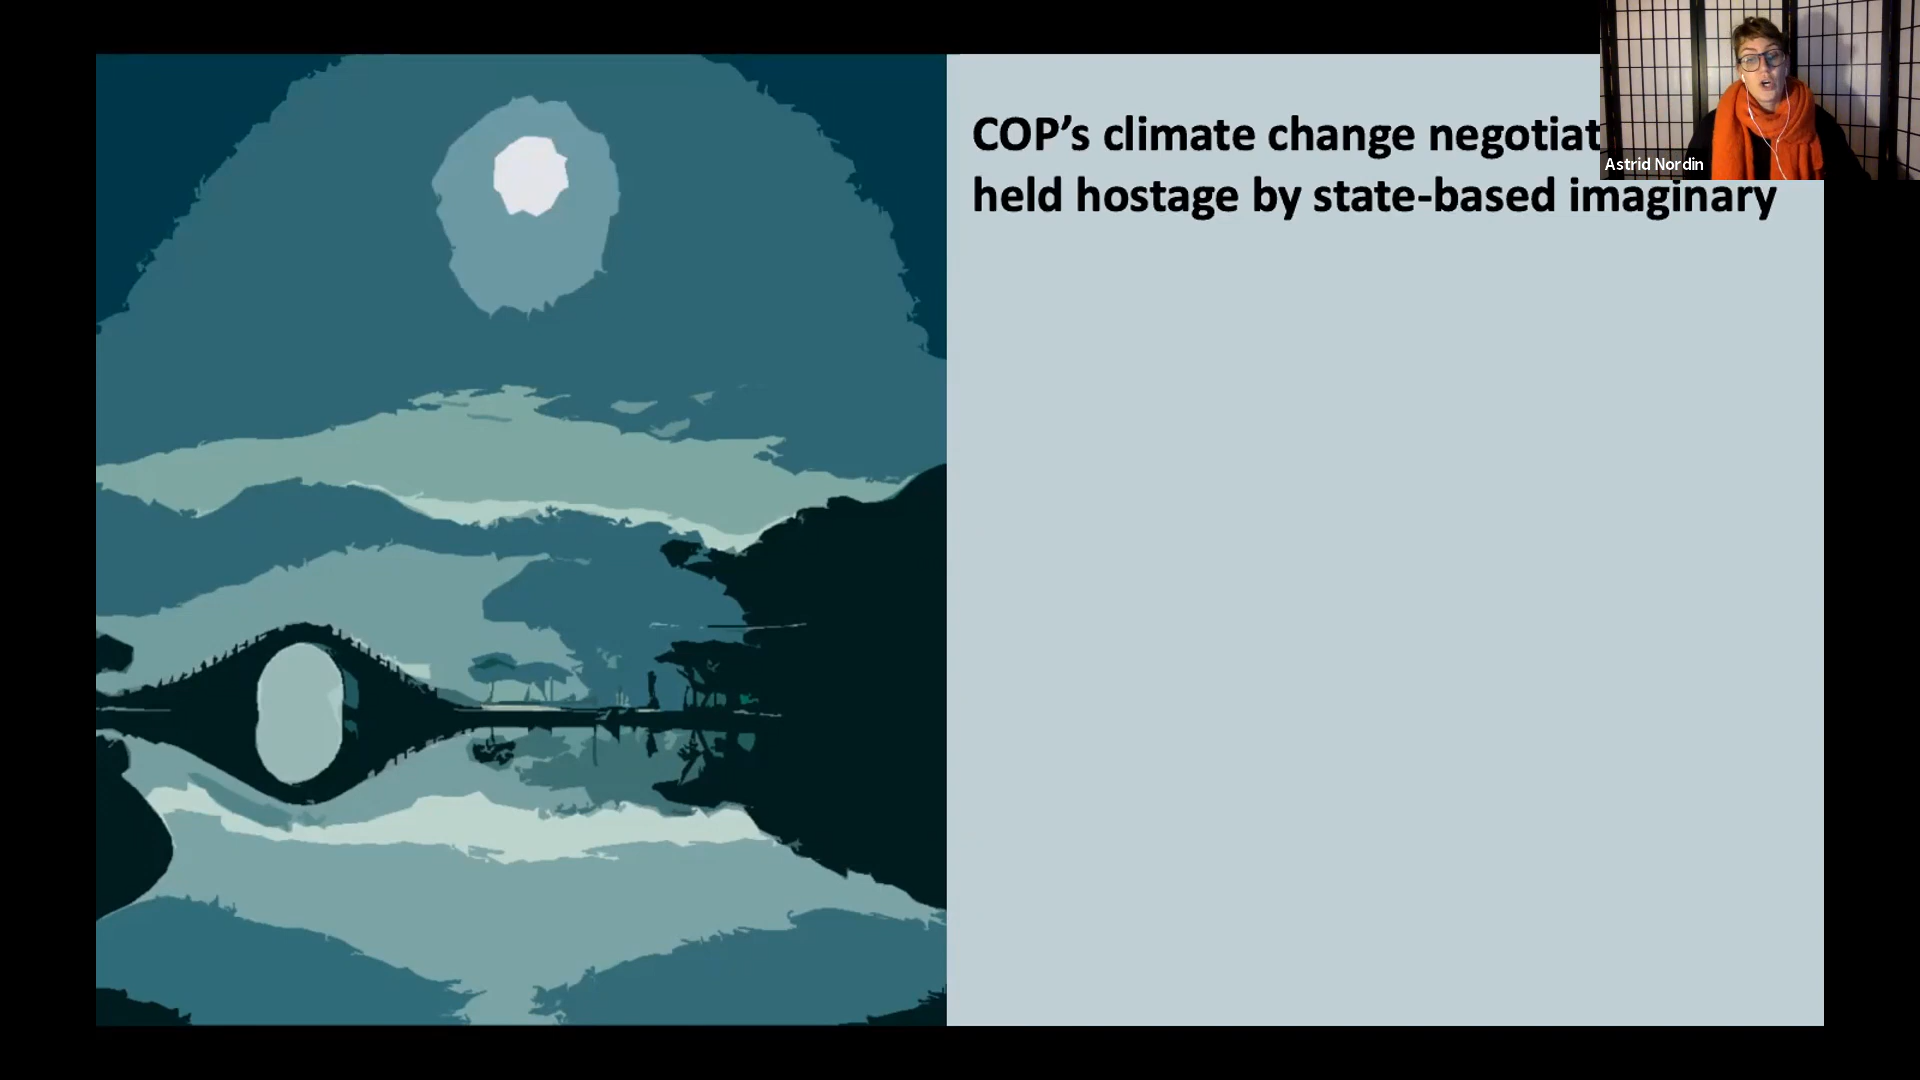 COP’s climate change negotiat
held hostage by state-based imaginary
Astrid Nordin